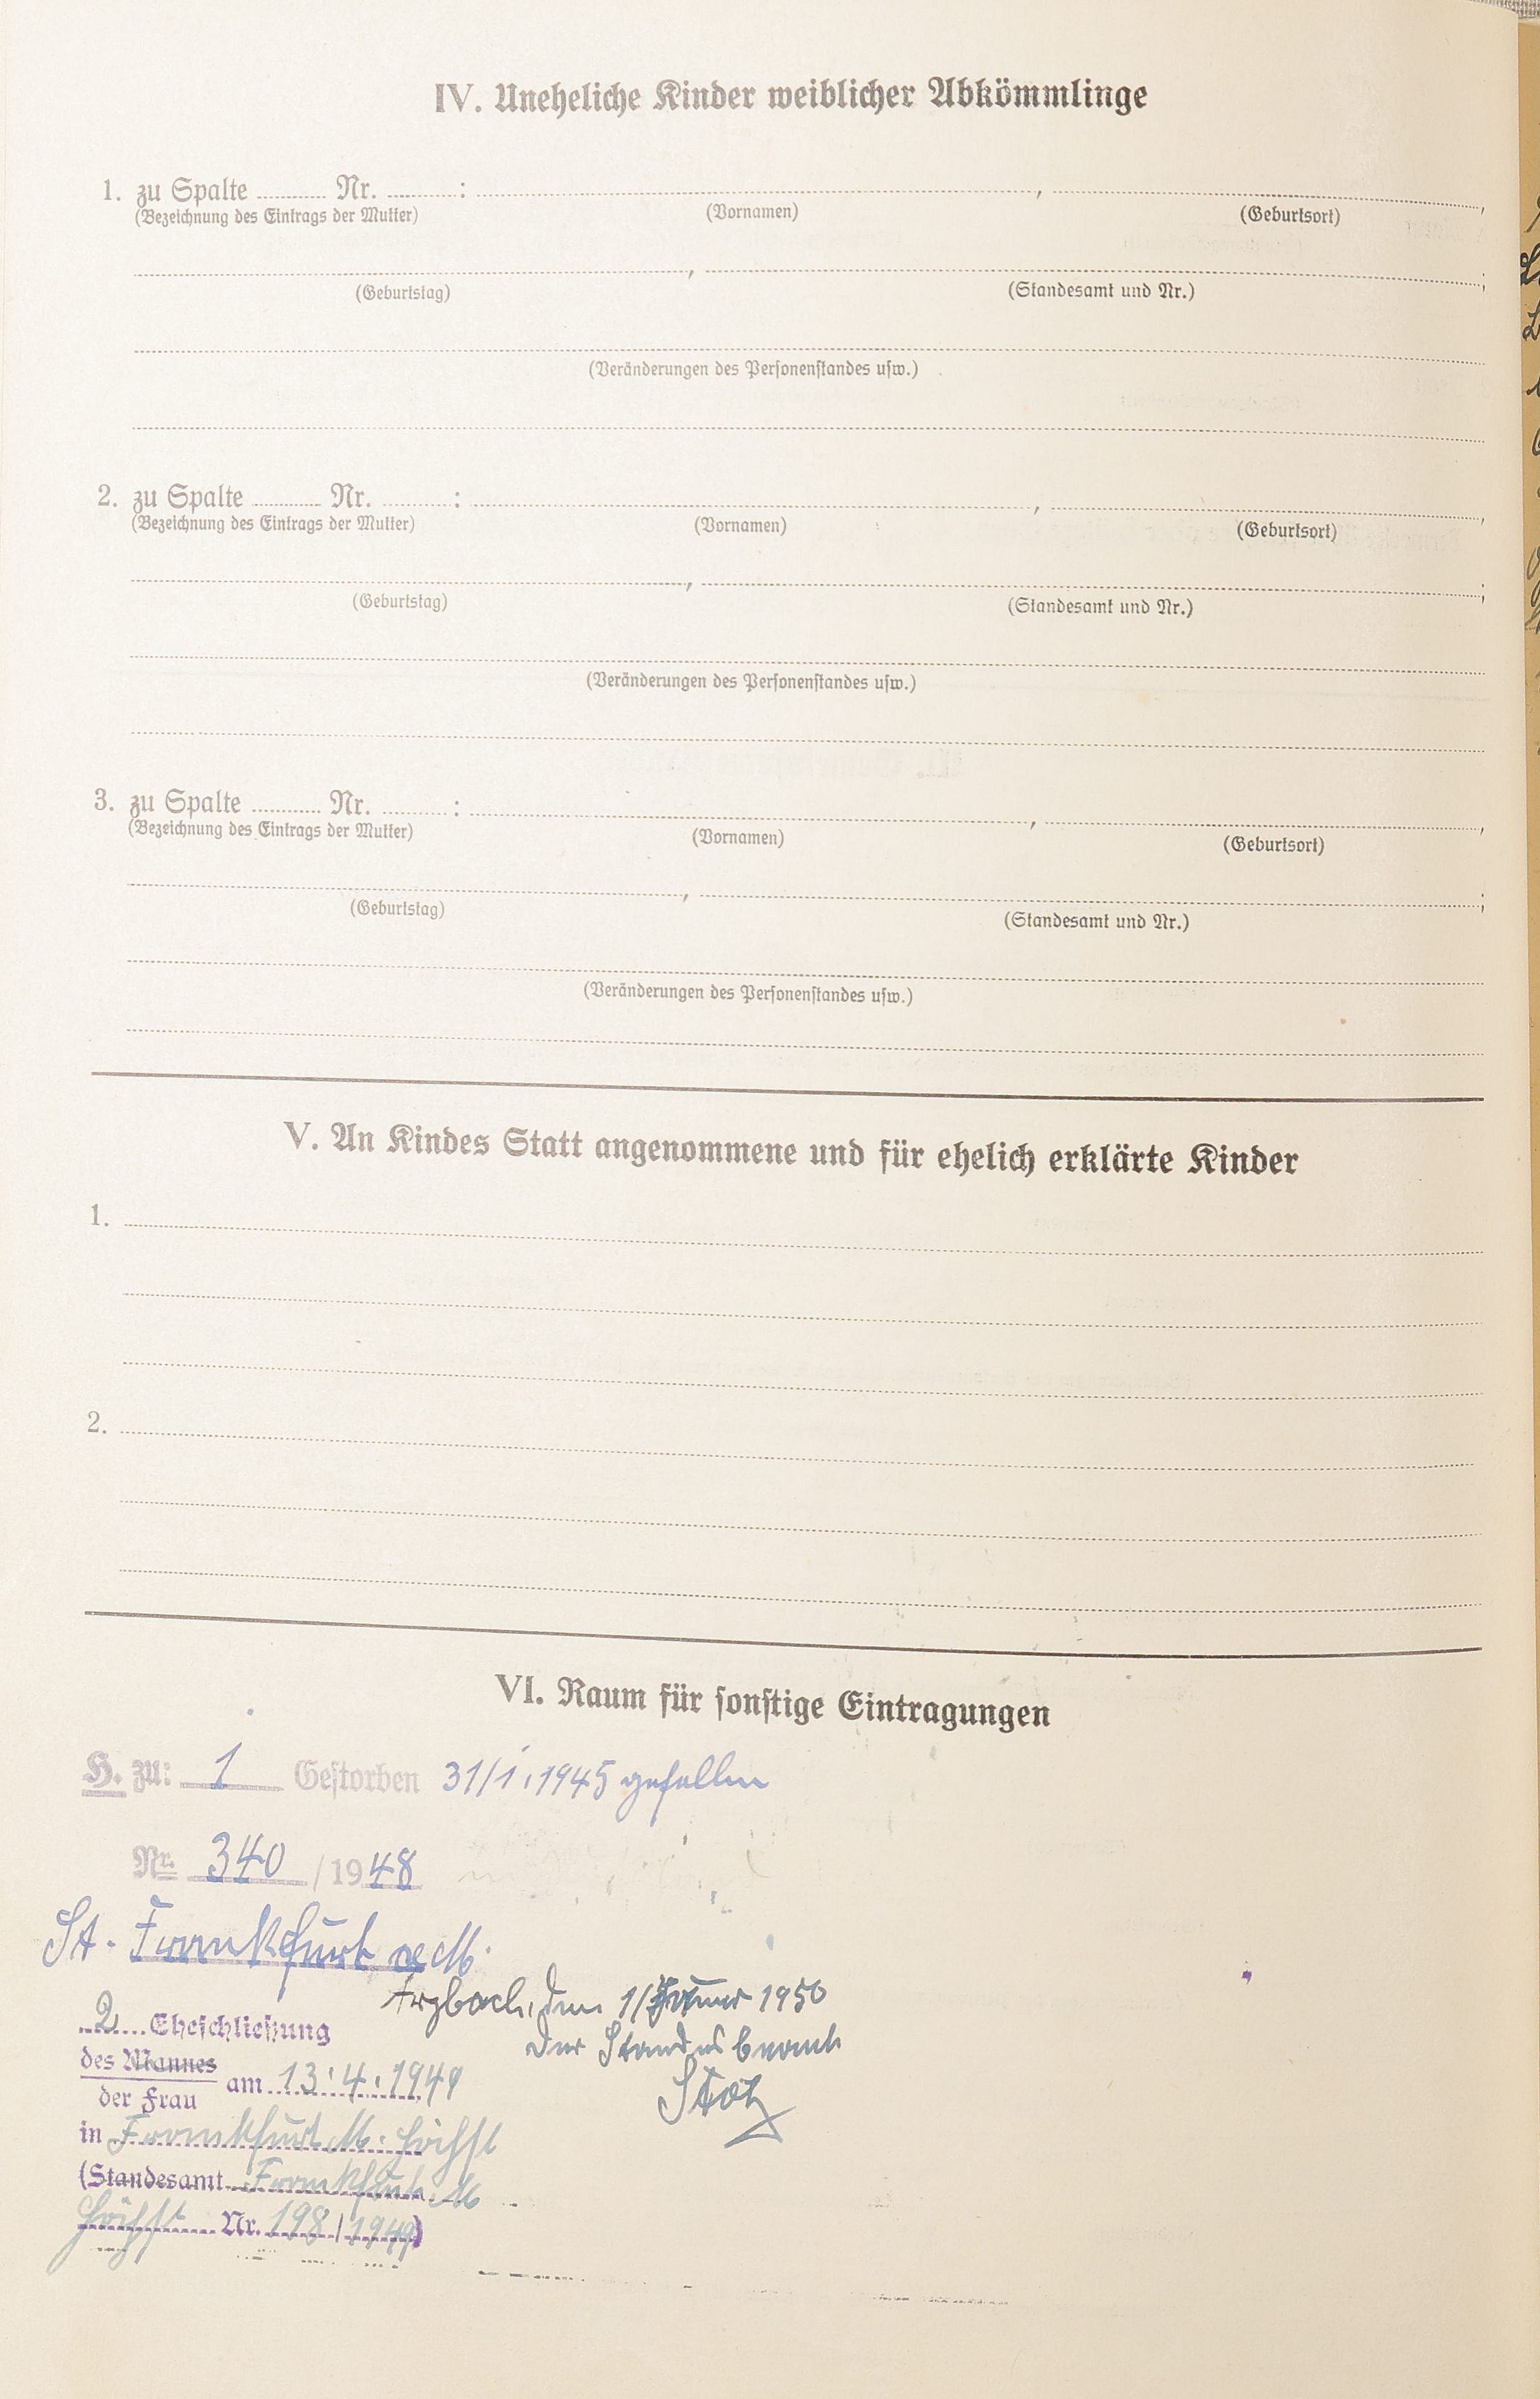 IV. Uneheliche Kinder weiblicher Abkömmlinge
1. zu Spalte ........ Nr. ........ : ........ , ........ ,
(Bezeichnung des Eintrags der Mutter) (Vornamen) (Geburtsort)
........ , ........ ;
(Geburtstag) (Standesamt und Nr.)
(Veränderungen des Personenstandes usw.)
2. zu Spalte ........ Nr. ........ : ........ , ........ ,
(Bezeichnung des Eintrags der Mutter) (Vornamen) (Geburtsort)
........ , ........ ;
(Geburtstag) (Standesamt und Nr.)
(Veränderungen des Personenstandes usw.)
3. zu Spalte ........ Nr. ........ : ........ , ........ ,
(Bezeichnung des Eintrags der Mutter) (Vornamen) (Geburtsort)
........ , ........ ;
(Geburtstag) (Standesamt und Nr.)
(Veränderungen des Personenstandes usw.)
V. An Kindes Statt angenommene und für ehelich erklärte Kinder
1.
2.
VI. Raum für sonstige Eintragungen
H. zu: 1 Gestorben 31/1.1945 gefallen
Nr. 340 / 1948
St. Frankfurt a M.
Arzbach, den 1/Januar 1950
2 Eheschließung
Der Standesbeamte
des Mannes
der Frau am 13.4.1949
Stotz
in Frankfurt M. Höchst
(Standesamt Frankfurt M
Höchst Nr. 198/1949)